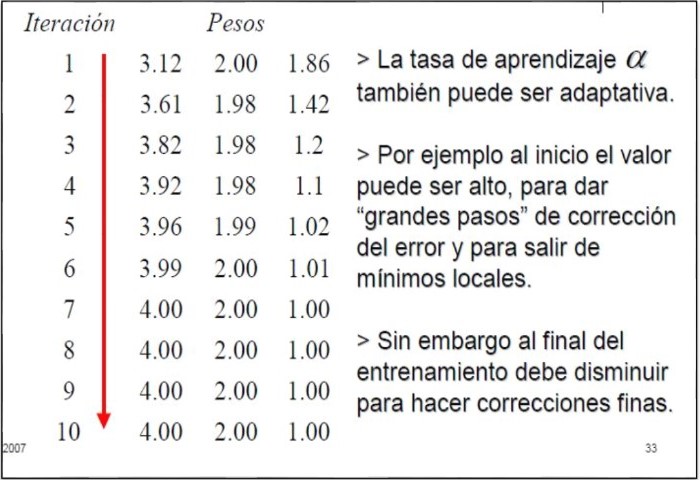 Iteración Pesos
1 3.12 2.00 1.86
2 3.61 1.98 1.42
3 3.82 1.98 1.2
4 3.92 1.98 1.1
5 3.96 1.99 1.02
6 3.99 2.00 1.01
7 4.00 2.00 1.00
8 4.00 2.00 1.00
9 4.00 2.00 1.00
10 4.00 2.00 1.00
> La tasa de aprendizaje α
también puede ser adaptativa.
> Por ejemplo al inicio el valor
puede ser alto, para dar
“grandes pasos” de corrección
del error y para salir de
mínimos locales.
> Sin embargo al final del
entrenamiento debe disminuir
para hacer correcciones finas.
2007
33